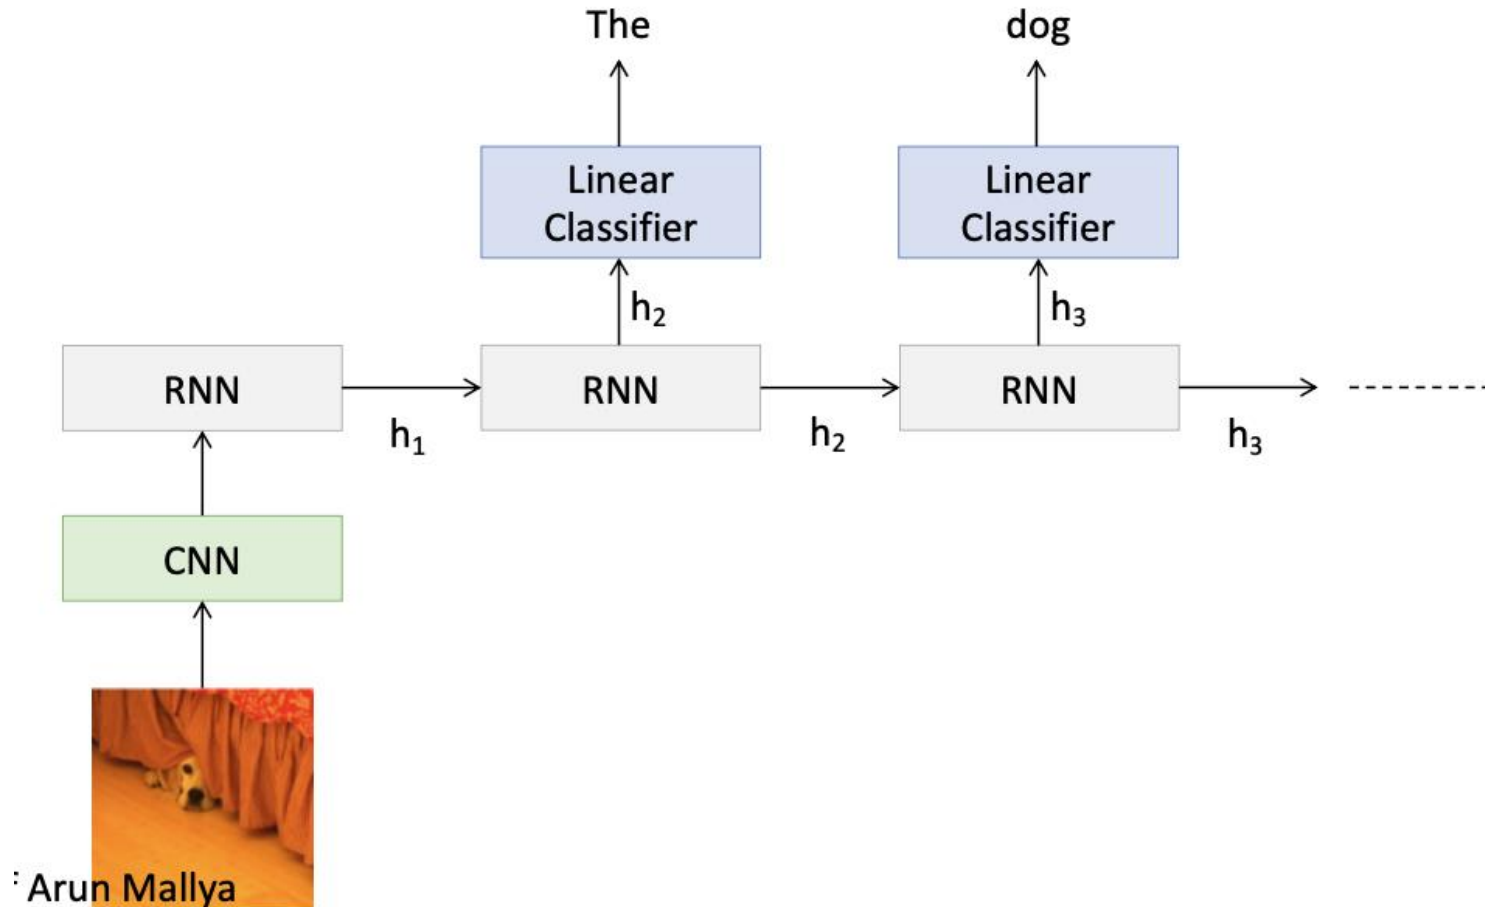 The
dog
Linear
Classifier
Linear
Classifier
h₂
h₃
RNN
RNN
RNN
h₁
h₂
h₃
CNN
Arun Mallya